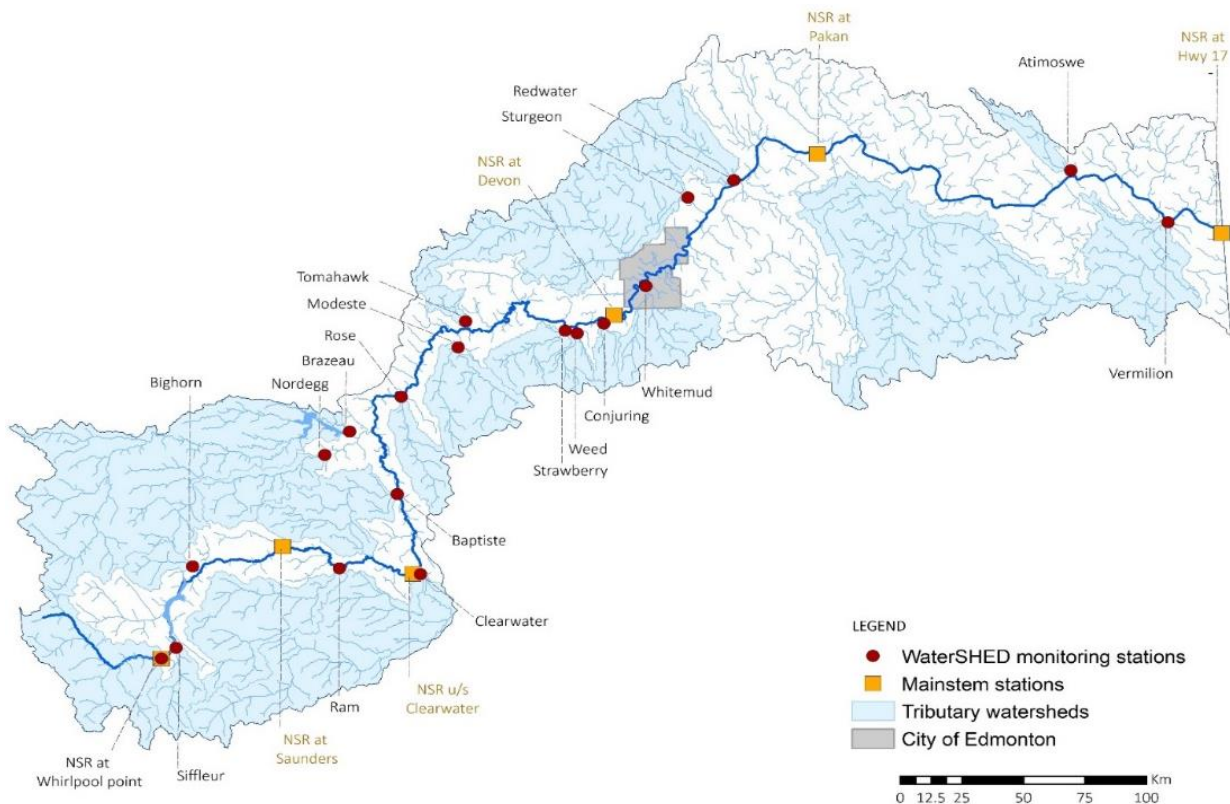 NSR at
Pakan
NSR at
Hwy 17
Atimoswe
Redwater
Sturgeon
NSR at
Devon
Tomahawk
Modeste
Rose
Brazeau
Bighorn
Nordegg
Whitemud
Vermilion
Conjuring
Weed
Strawberry
Baptiste
Clearwater
NSR u/s
Clearwater
Ram
NSR at
Saunders
NSR at
Whirlpool point
Siffleur
LEGEND
WaterSHED monitoring stations
Mainstem stations
Tributary watersheds
City of Edmonton
Km
0 12.5 25 50 75 100